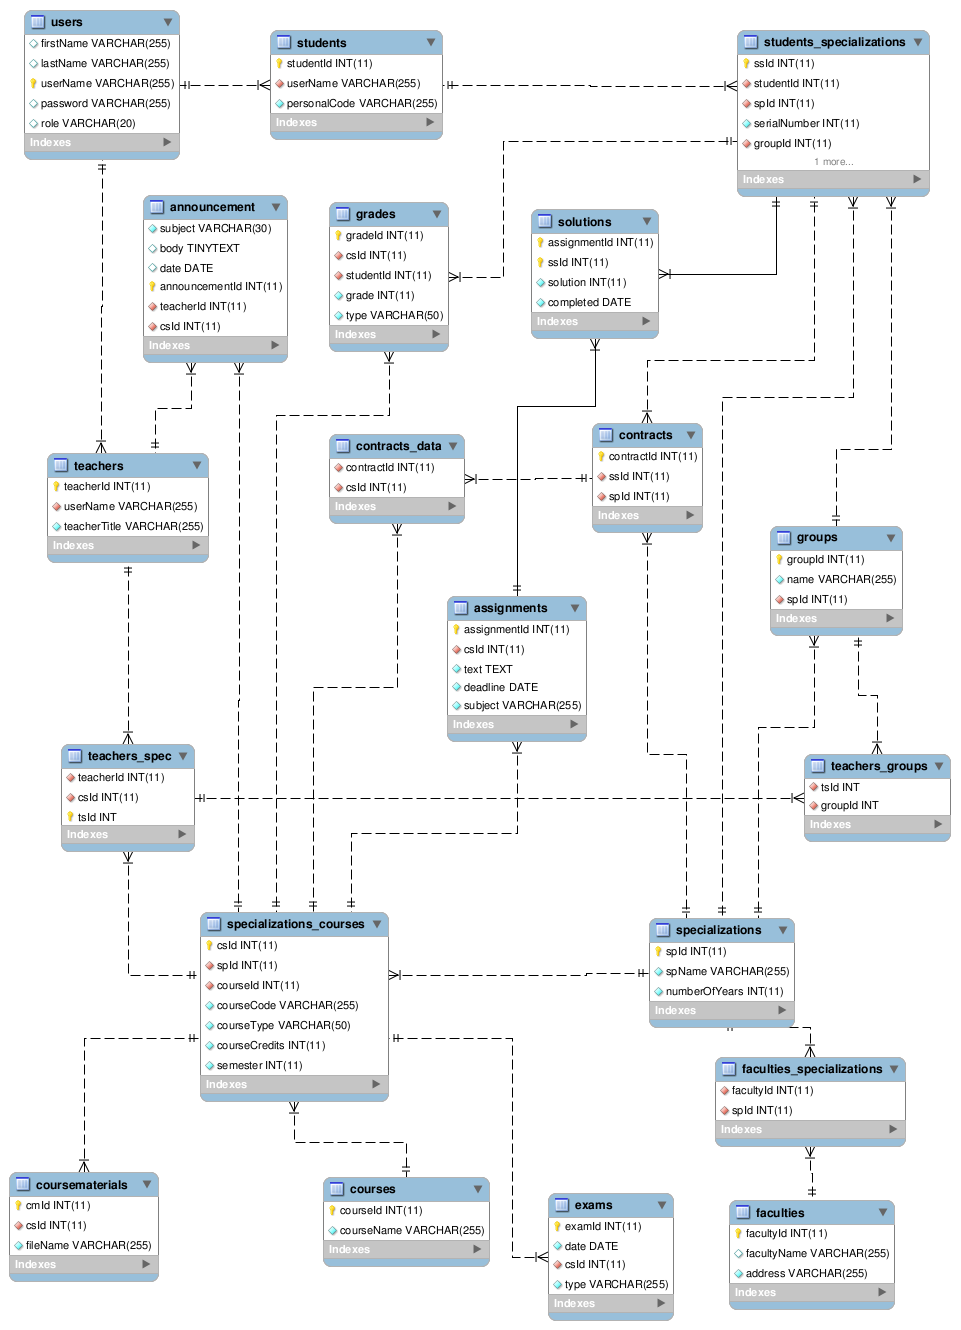 users
firstName VARCHAR(255)
lastName VARCHAR(255)
userName VARCHAR(255)
password VARCHAR(255)
role VARCHAR(20)
Indexes
students
studentId INT(11)
userName VARCHAR(255)
personalCode VARCHAR(255)
Indexes
students_specializations
ssId INT(11)
studentId INT(11)
spId INT(11)
serialNumber INT(11)
groupId INT(11)
1 more...
Indexes
announcement
subject VARCHAR(30)
body TINYTEXT
date DATE
announcementId INT(11)
teacherId INT(11)
csId INT(11)
Indexes
grades
gradeId INT(11)
csId INT(11)
studentId INT(11)
grade INT(11)
type VARCHAR(50)
Indexes
solutions
assignmentId INT(11)
ssId INT(11)
solution INT(11)
completed DATE
Indexes
teachers
teacherId INT(11)
userName VARCHAR(255)
teacherTitle VARCHAR(255)
Indexes
contracts_data
contractId INT(11)
csId INT(11)
Indexes
contracts
contractId INT(11)
ssId INT(11)
spId INT(11)
Indexes
groups
groupId INT(11)
name VARCHAR(255)
spId INT(11)
Indexes
assignments
assignmentId INT(11)
csId INT(11)
text TEXT
deadline DATE
subject VARCHAR(255)
Indexes
teachers_spec
teacherId INT(11)
csId INT(11)
tsId INT
Indexes
teachers_groups
tsId INT
groupId INT
Indexes
specializations_courses
csId INT(11)
spId INT(11)
courseId INT(11)
courseCode VARCHAR(255)
courseType VARCHAR(50)
courseCredits INT(11)
semester INT(11)
Indexes
specializations
spId INT(11)
spName VARCHAR(255)
numberOfYears INT(11)
Indexes
faculties_specializations
facultyId INT(11)
spId INT(11)
Indexes
coursematerials
cmId INT(11)
csId INT(11)
fileName VARCHAR(255)
Indexes
courses
courseId INT(11)
courseName VARCHAR(255)
Indexes
exams
examId INT(11)
date DATE
csId INT(11)
type VARCHAR(255)
Indexes
faculties
facultyId INT(11)
facultyName VARCHAR(255)
address VARCHAR(255)
Indexes